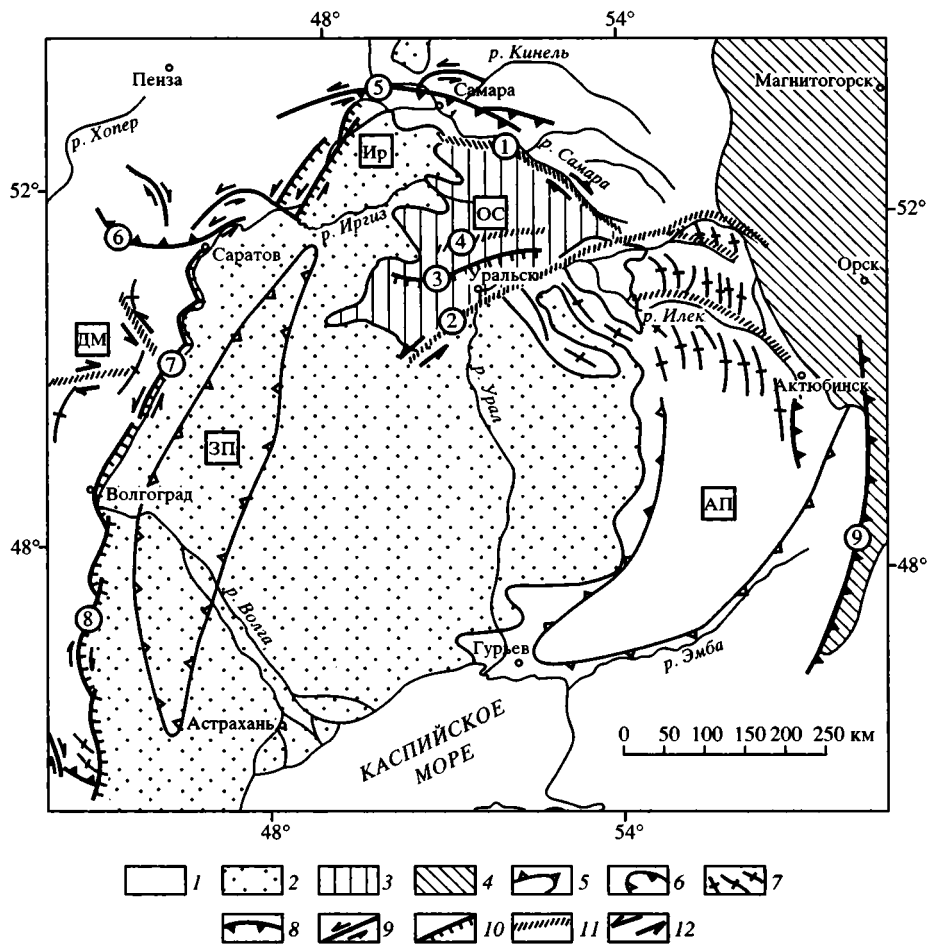 48°
54°
р. Кинель
Пенза
Магнитогорск
5
Самара
р. Хопер
1
Ир
р. Самара
52°
52°
ОС
р. Иргиз
6
4
Саратов
Орск
3
Уральск
р. Илек
2
ДМ
7
р. Урал
Актюбинск
ЗП
Волгоград
АП
9
48°
48°
р. Волга
8
Гурьев
р. Эмба
Астрахань
КАСПИЙСКОЕ
МОРЕ
0 50 100 150 200 250 км
48°
54°
1 2 3 4 5 6 7
8 9 10 11 12